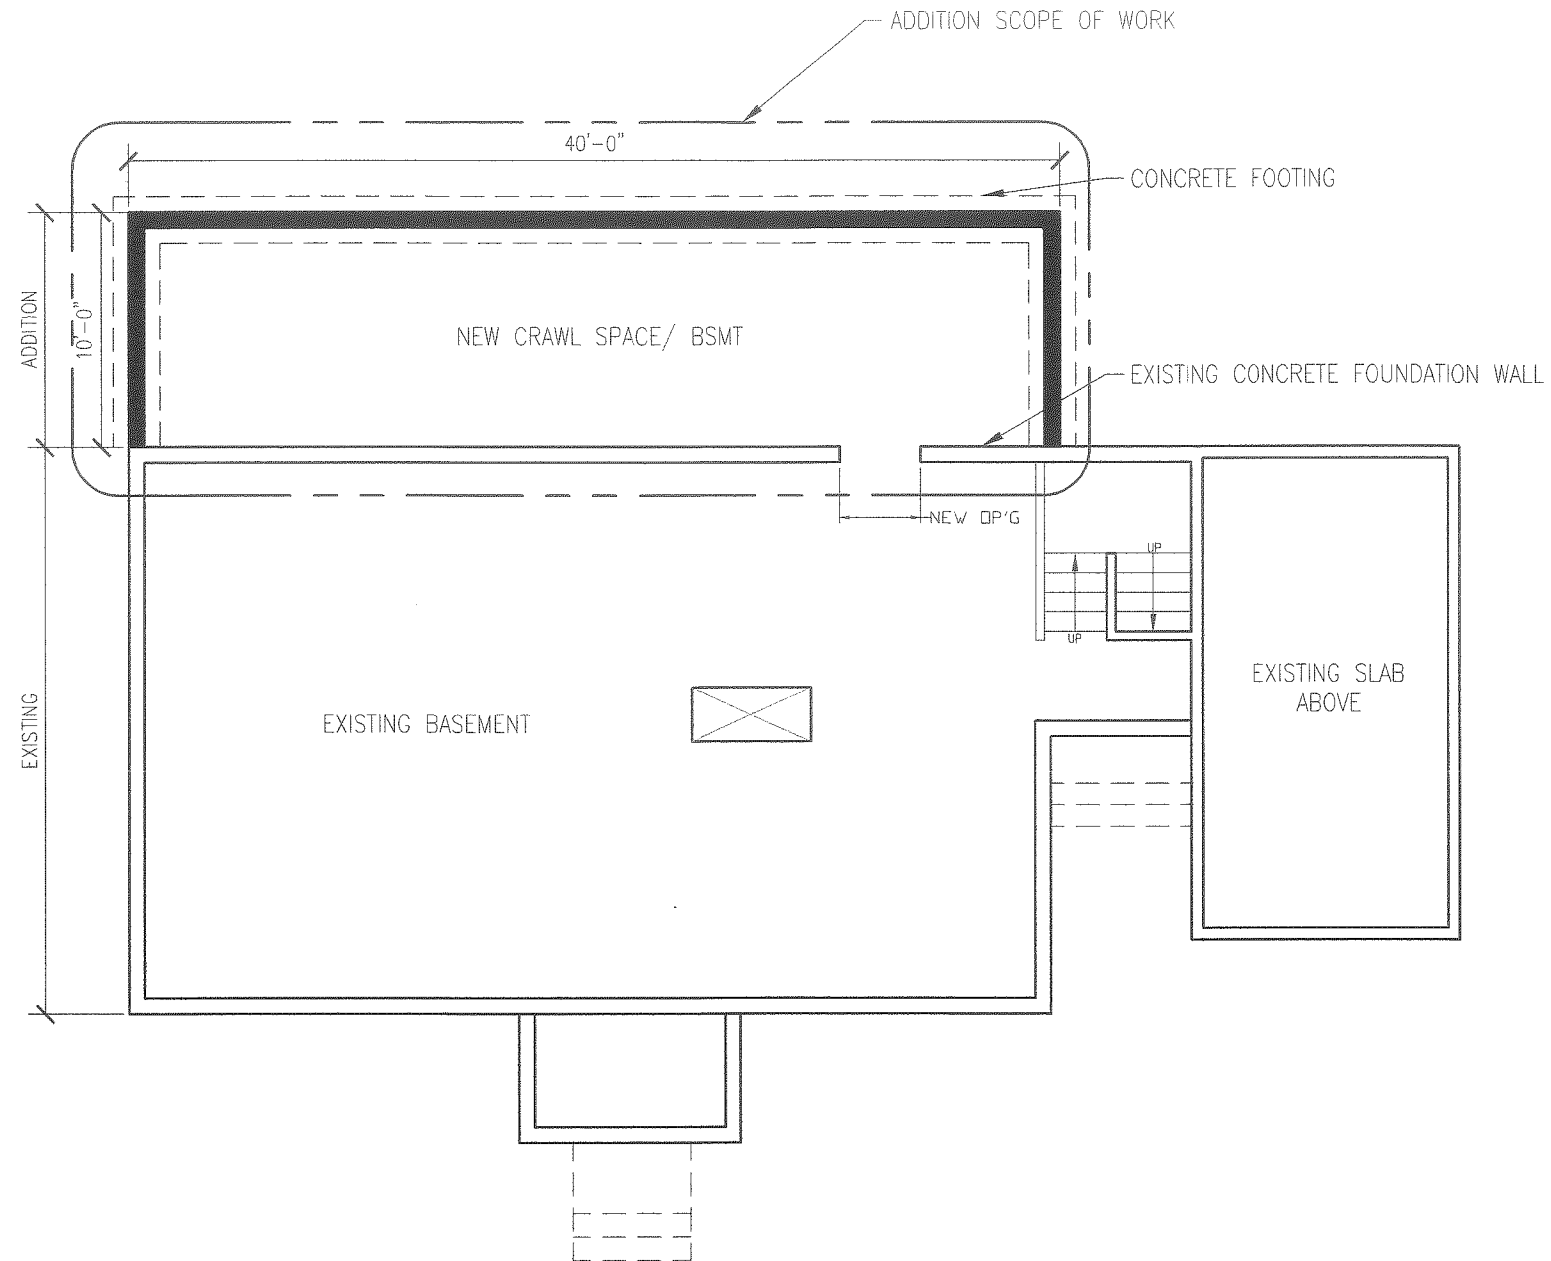 ADDITION SCOPE OF WORK
40'-0"
CONCRETE FOOTING
ADDITION
10'-0"
NEW CRAWL SPACE/ BSMT
EXISTING CONCRETE FOUNDATION WALL
NEW OP'G
UP
UP
EXISTING SLAB
ABOVE
EXISTING
EXISTING BASEMENT